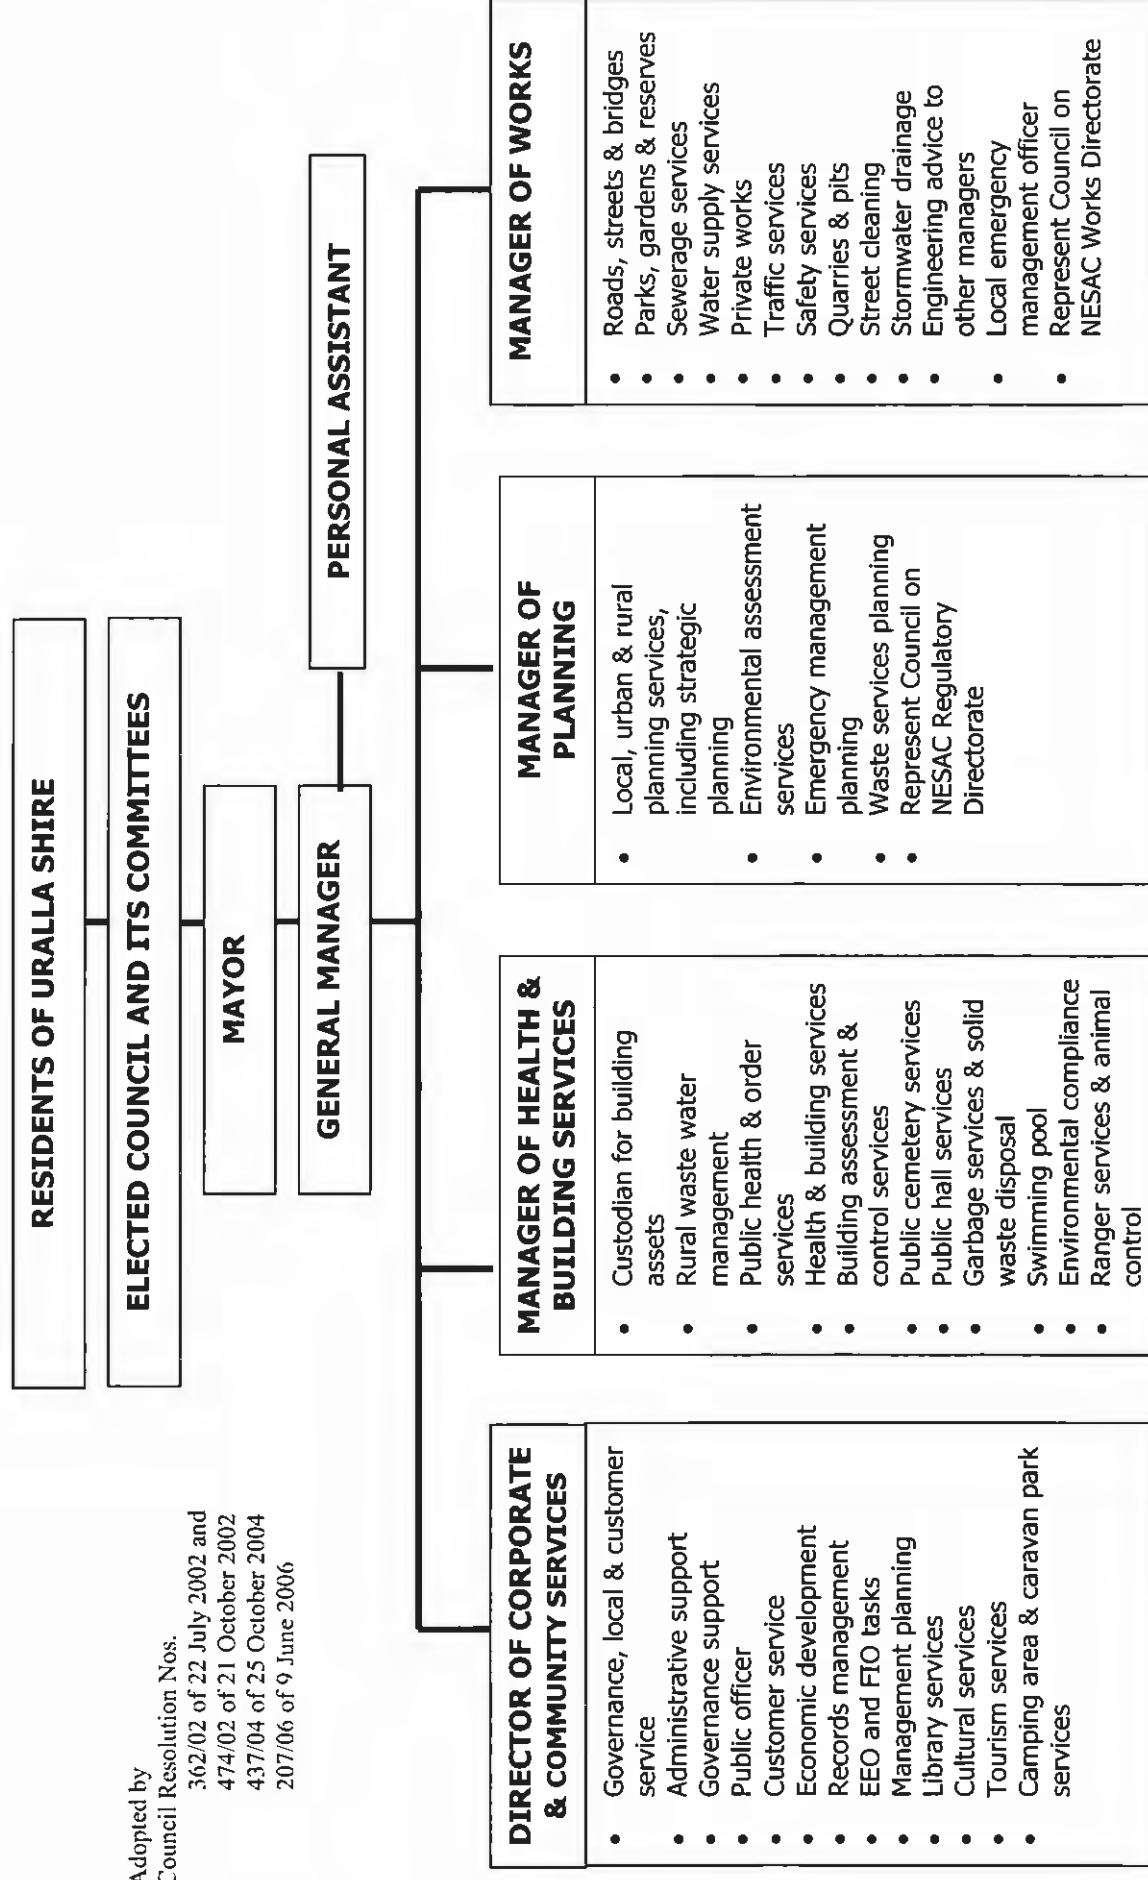 RESIDENTS OF URALLA SHIRE
ELECTED COUNCIL AND ITS COMMITTEES
MAYOR
GENERAL MANAGER
PERSONAL ASSISTANT
Adopted by
Council Resolution Nos.
362/02 of 22 July 2002 and
474/02 of 21 October 2002
437/04 of 25 October 2004
207/06 of 9 June 2006
DIRECTOR OF CORPORATE
& COMMUNITY SERVICES
• Governance, local & customer
service
• Administrative support
• Governance support
• Public officer
• Customer service
• Economic development
• Records management
• EEO and FIO tasks
• Management planning
• Library services
• Cultural services
• Tourism services
• Camping area & caravan park
services
MANAGER OF HEALTH &
BUILDING SERVICES
• Custodian for building
assets
• Rural waste water
management
• Public health & order
services
• Health & building services
• Building assessment &
control services
• Public cemetery services
• Public hall services
• Garbage services & solid
waste disposal
• Swimming pool
• Environmental compliance
• Ranger services & animal
control
MANAGER OF
PLANNING
• Local, urban & rural
planning services,
including strategic
planning
• Environmental assessment
services
• Emergency management
planning
• Waste services planning
• Represent Council on
NESAC Regulatory
Directorate
MANAGER OF WORKS
• Roads, streets & bridges
• Parks, gardens & reserves
• Sewerage services
• Water supply services
• Private works
• Traffic services
• Safety services
• Quarries & pits
• Street cleaning
• Stormwater drainage
• Engineering advice to
other managers
• Local emergency
management officer
• Represent Council on
NESAC Works Directorate